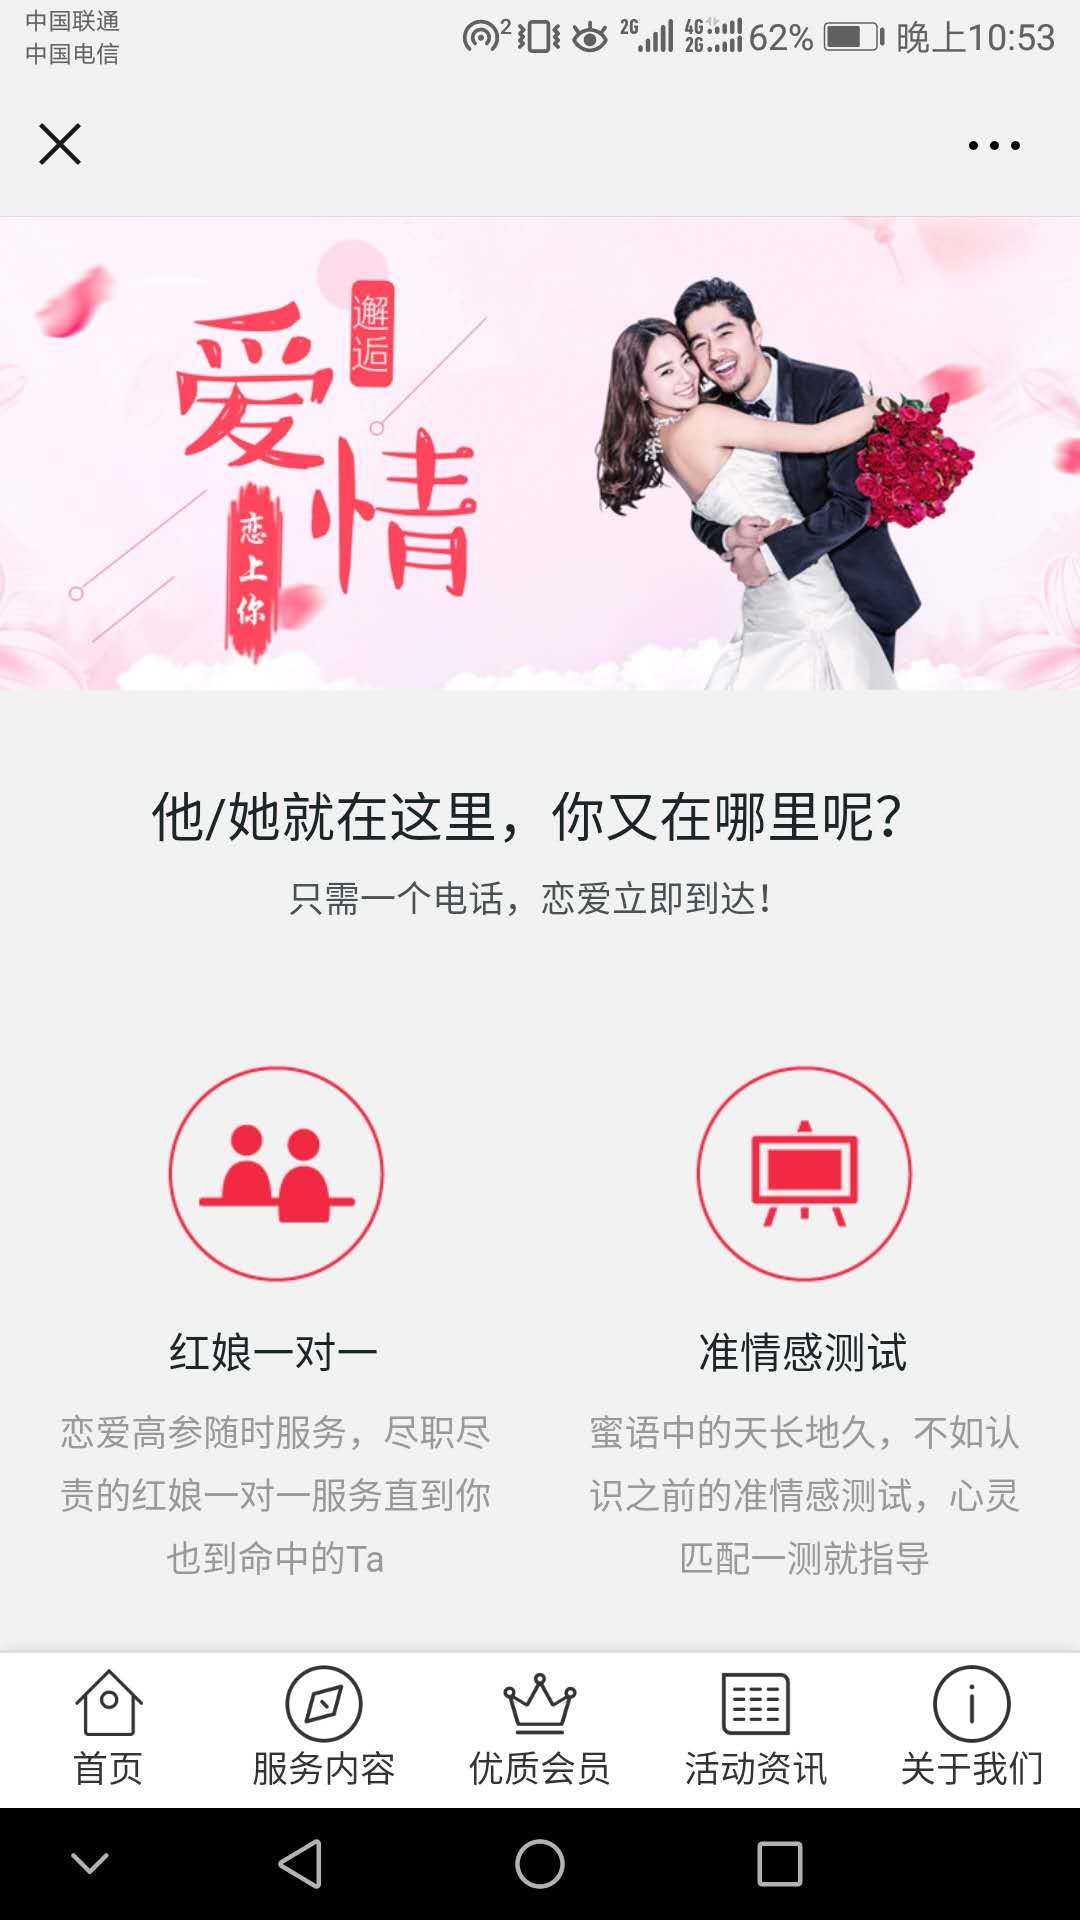 中国联通
中国电信
2
2G
4G
2G
62%
晚上10:53
邂逅
爱情
恋上你
他/她就在这里，你又在哪里呢？
只需一个电话，恋爱立即到达！
红娘一对一
恋爱高参随时服务，尽职尽
责的红娘一对一服务直到你
也到命中的Ta
准情感测试
蜜语中的天长地久，不如认
识之前的准情感测试，心灵
匹配一测就指导
首页
服务内容
优质会员
活动资讯
关于我们